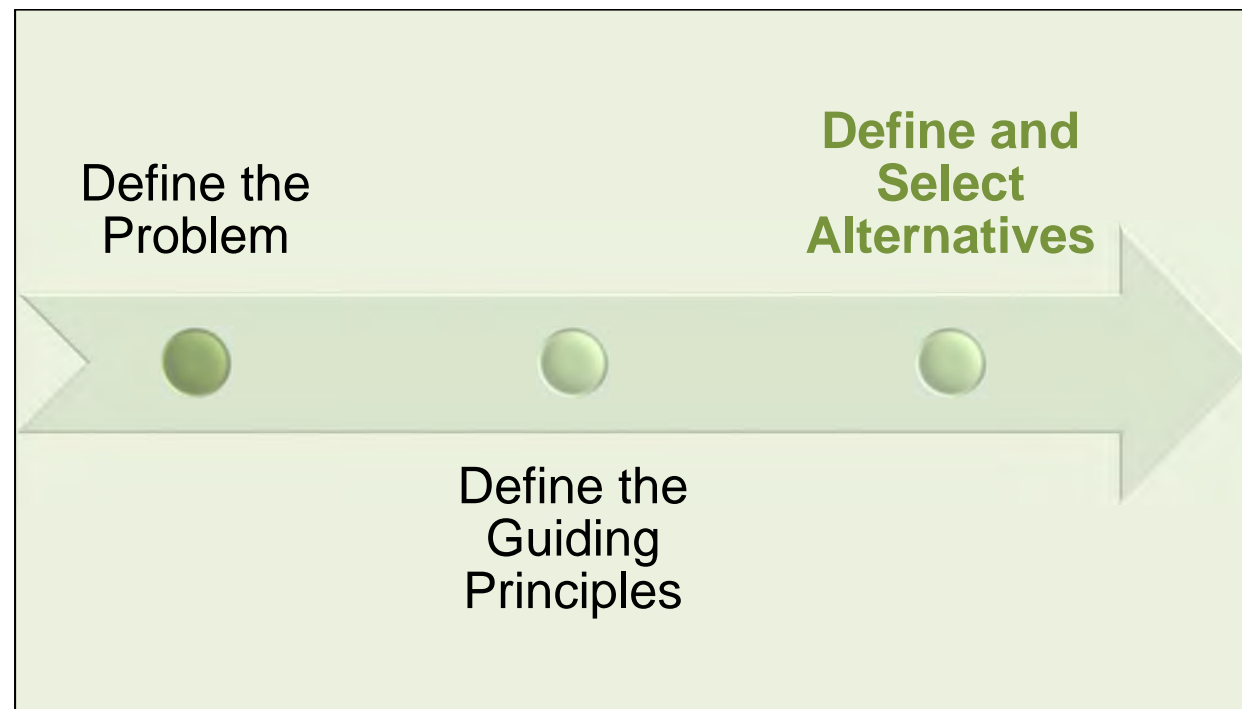 Define the
Problem
Define the
Guiding
Principles
Define and
Select
Alternatives